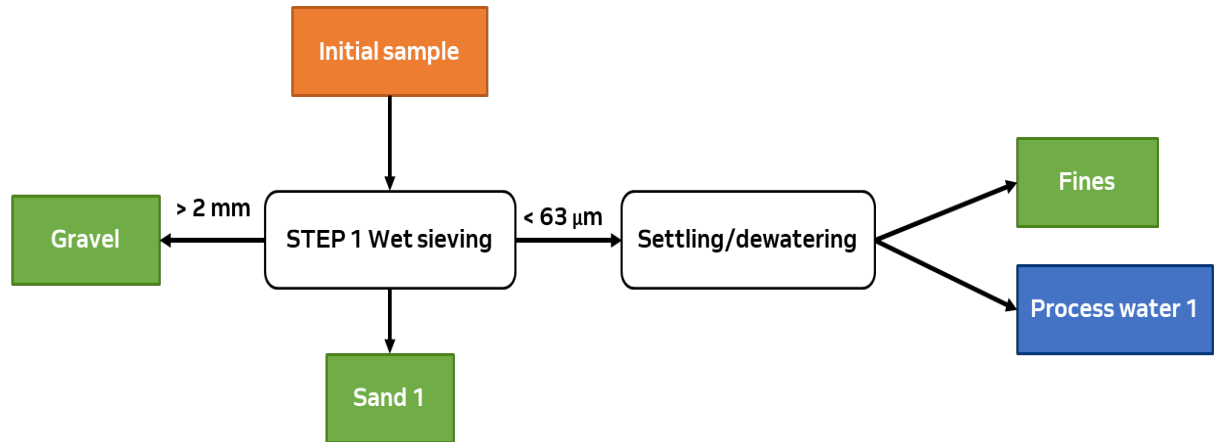 Initial sample
> 2 mm
< 63 μm
Gravel
STEP 1 Wet sieving
Settling/dewatering
Fines
Process water 1
Sand 1